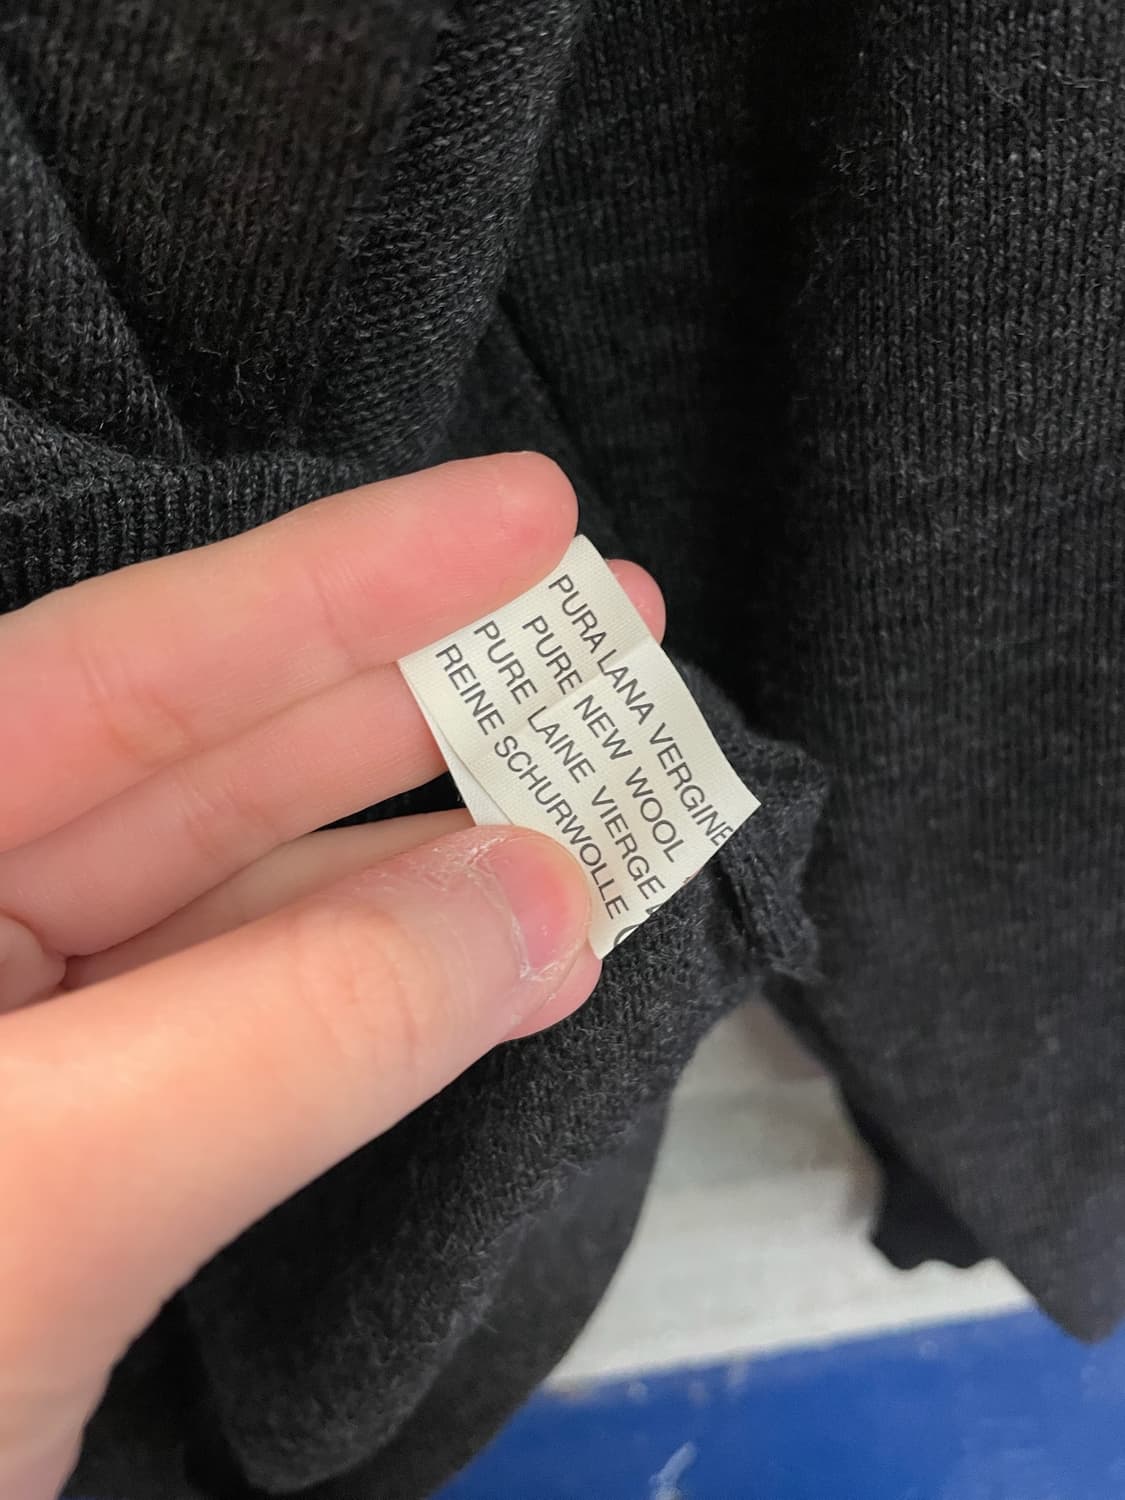 PURA LANA VERGINE
PURE NEW WOOL
PURE LAINE VIERGE
REINE SCHURWOLLE